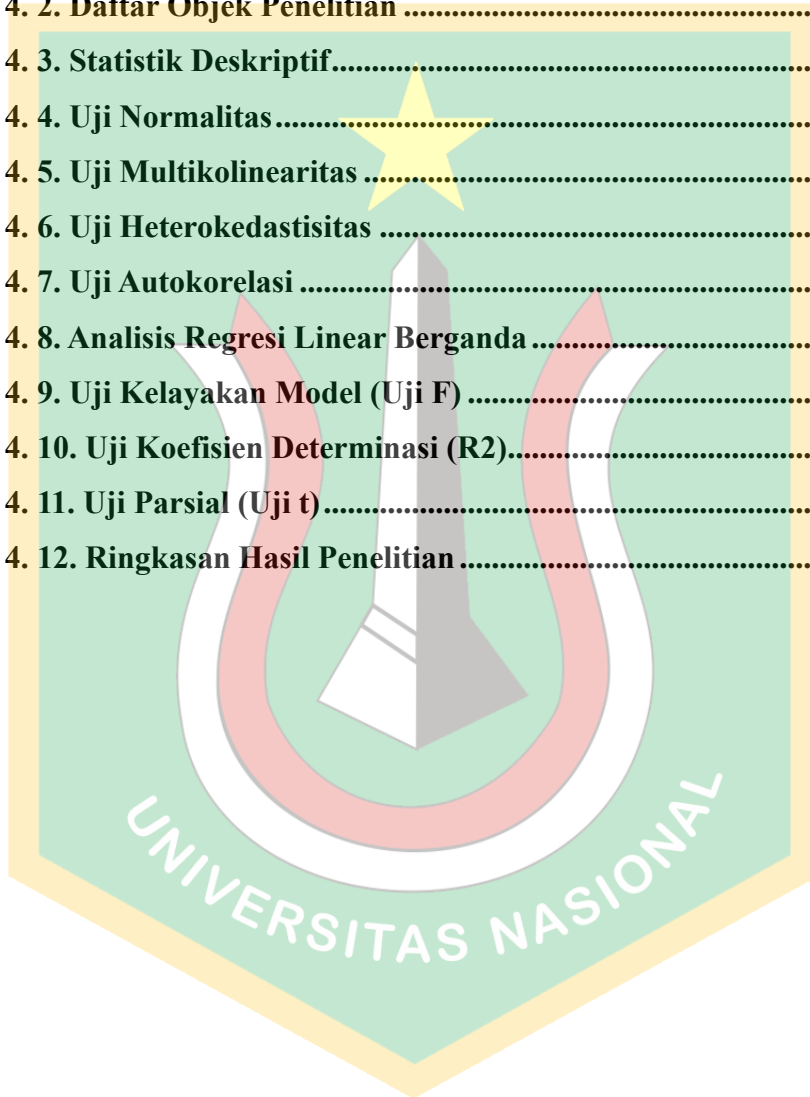 4. 2. Daftar Objek Penelitian ....................................................
4. 3. Statistik Deskriptif.............................................................
4. 4. Uji Normalitas....................................................................
4. 5. Uji Multikolinearitas .........................................................
4. 6. Uji Heterokedastisitas .......................................................
4. 7. Uji Autokorelasi .................................................................
4. 8. Analisis Regresi Linear Berganda ....................................
4. 9. Uji Kelayakan Model (Uji F) ............................................
4. 10. Uji Koefisien Determinasi (R2).......................................
4. 11. Uji Parsial (Uji t)..............................................................
4. 12. Ringkasan Hasil Penelitian .............................................
UNIVERSITAS NASIONAL